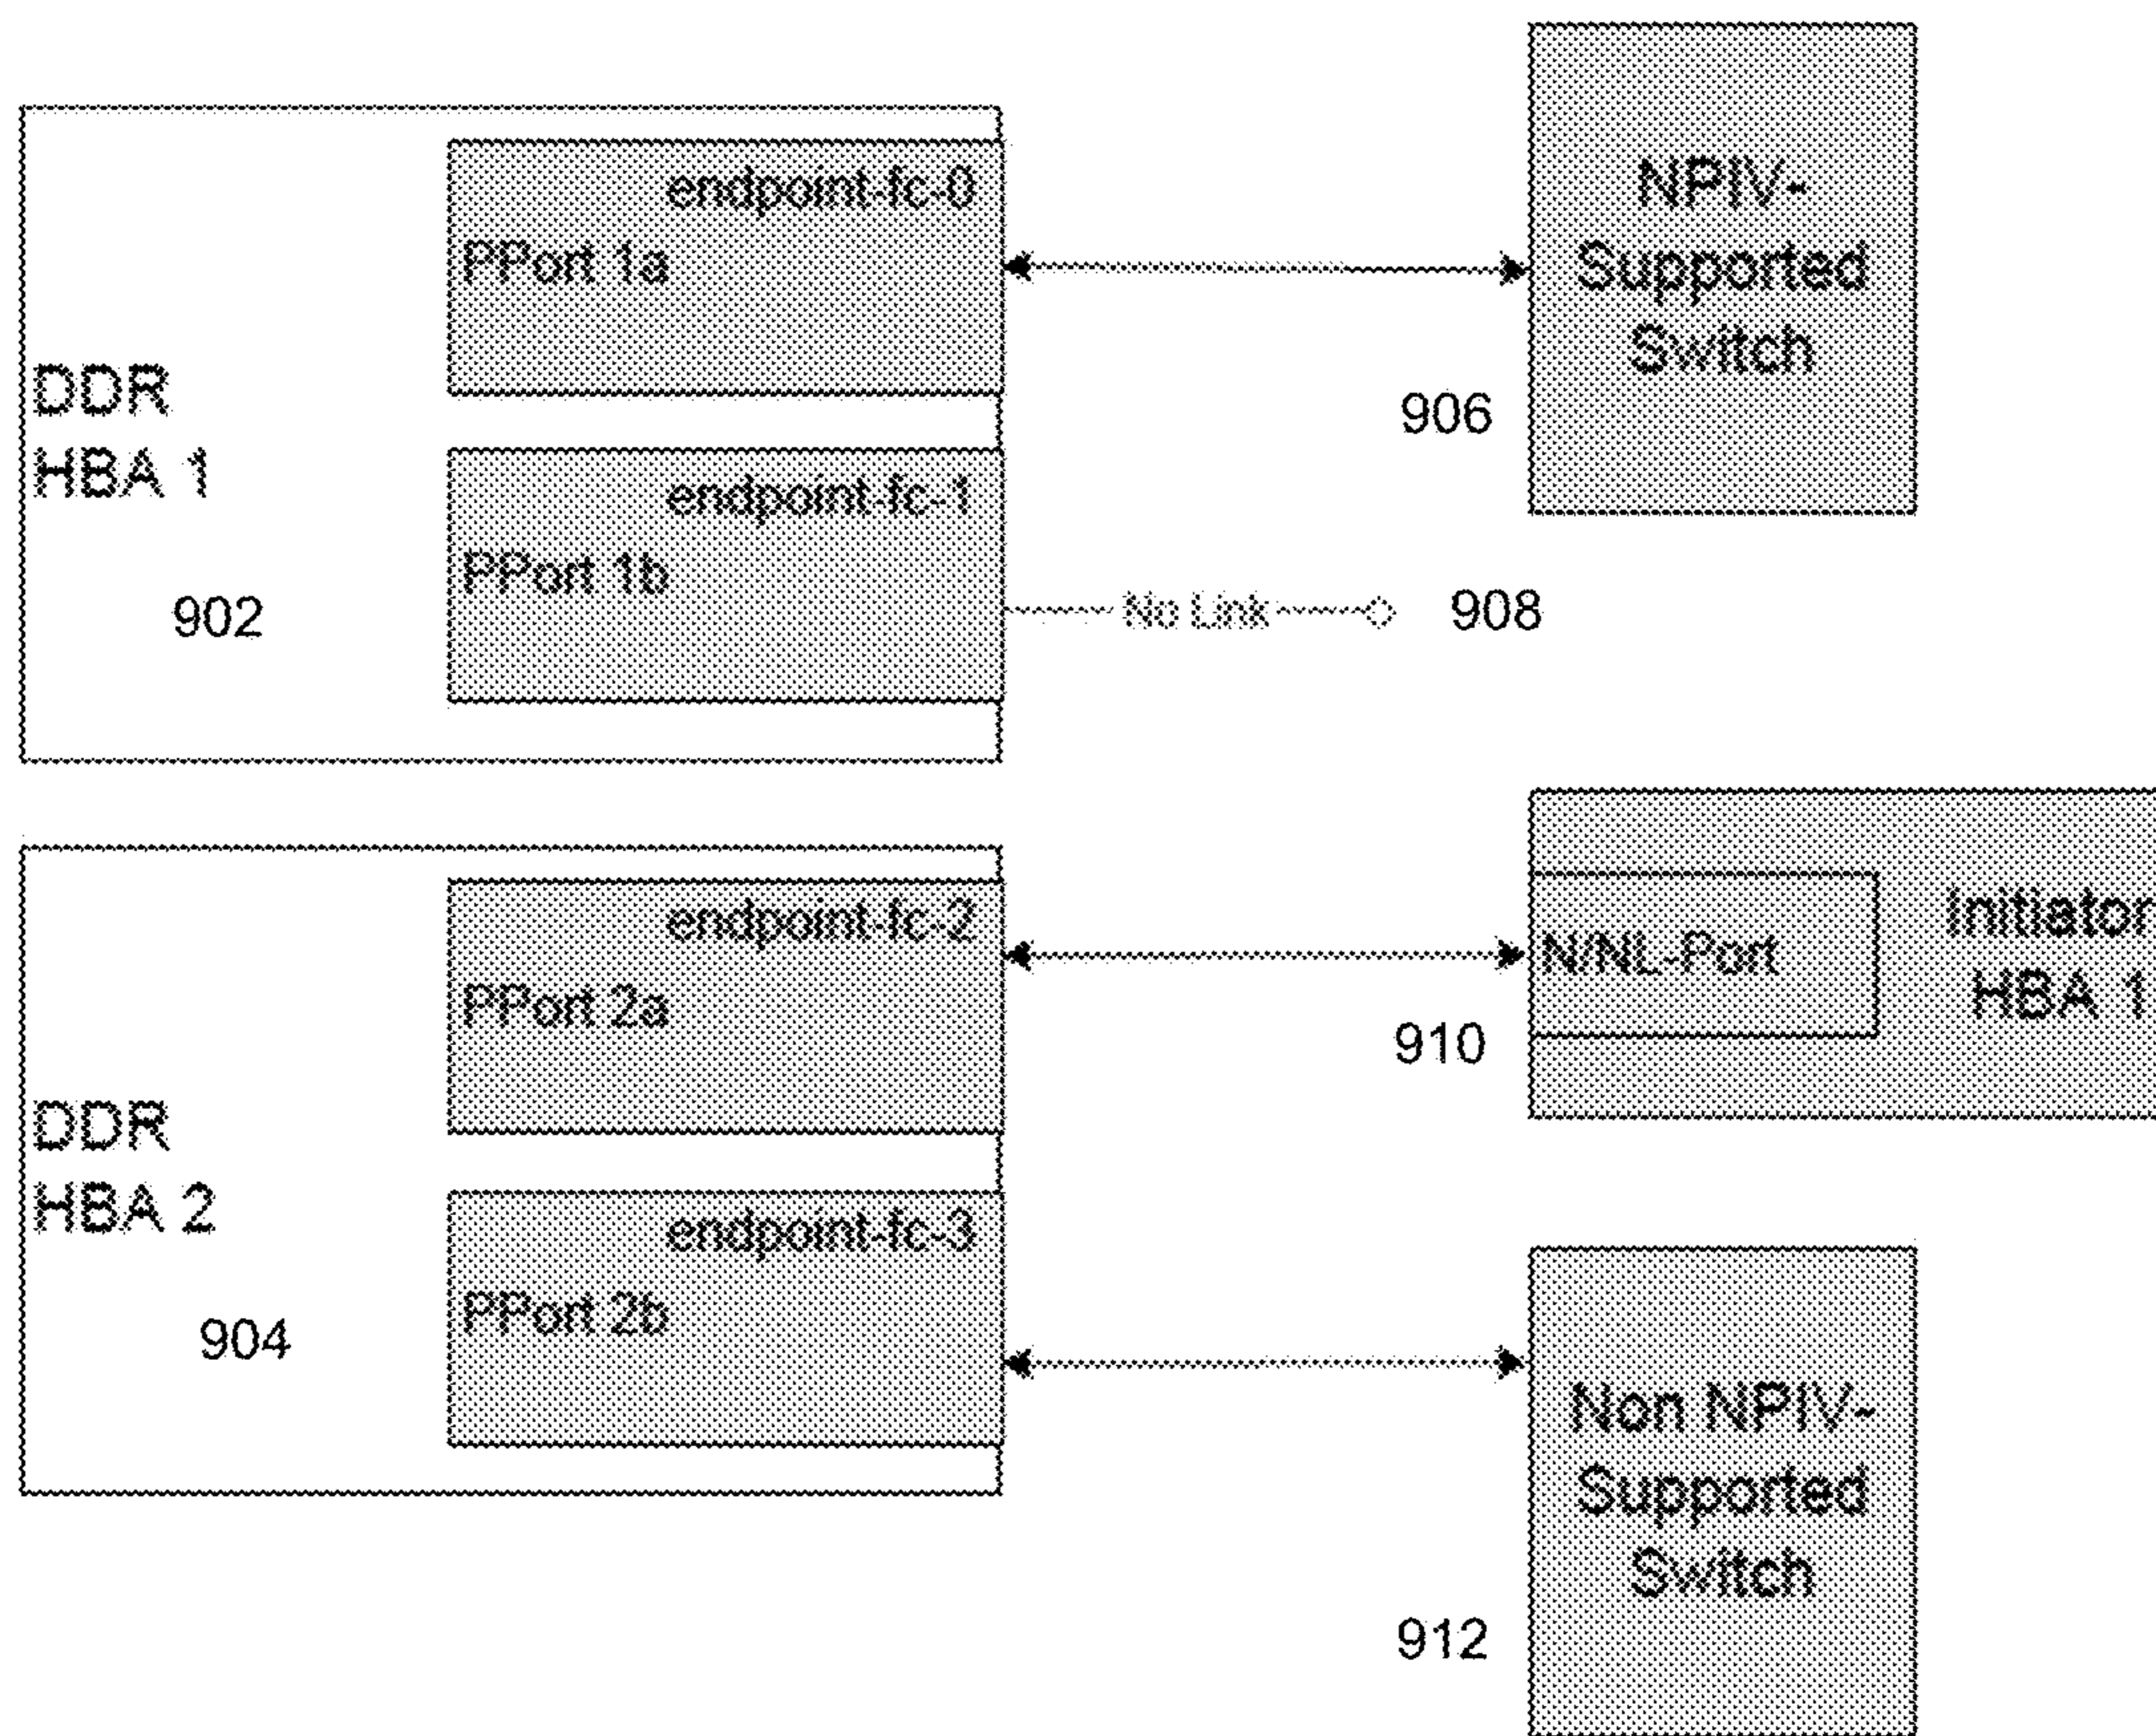 endpoint-fc-0
PPort 1a
DDR
HBA 1
endpoint-fc-1
PPort 1b
902
NPIV-
Supported
Switch
906
No Link
908
endpoint-fc-2
PPort 2a
DDR
HBA 2
endpoint-fc-3
PPort 2b
904
N/NL-Port
Initiator
HBA 1
910
Non NPIV-
Supported
Switch
912